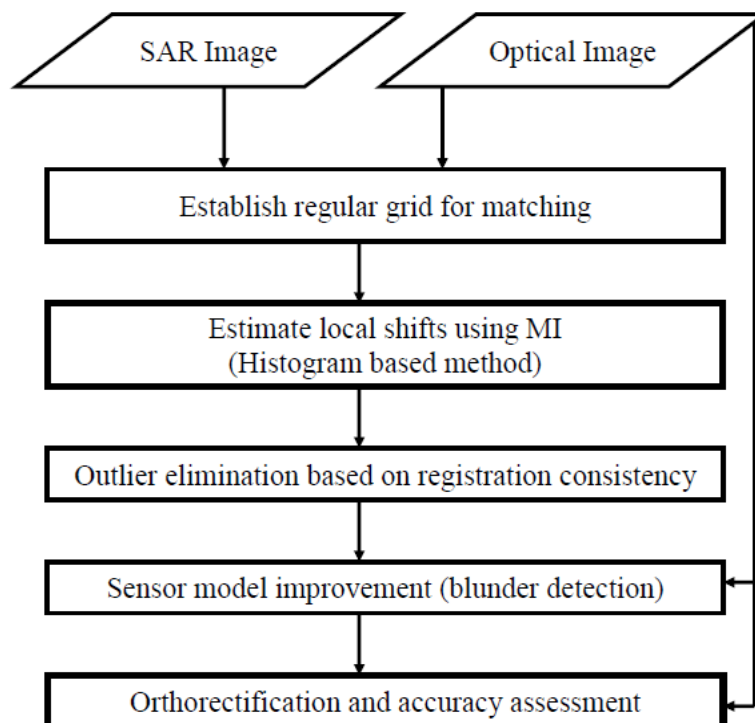 SAR Image
Optical Image
Establish regular grid for matching
Estimate local shifts using MI
(Histogram based method)
Outlier elimination based on registration consistency
Sensor model improvement (blunder detection)
Orthorectification and accuracy assessment